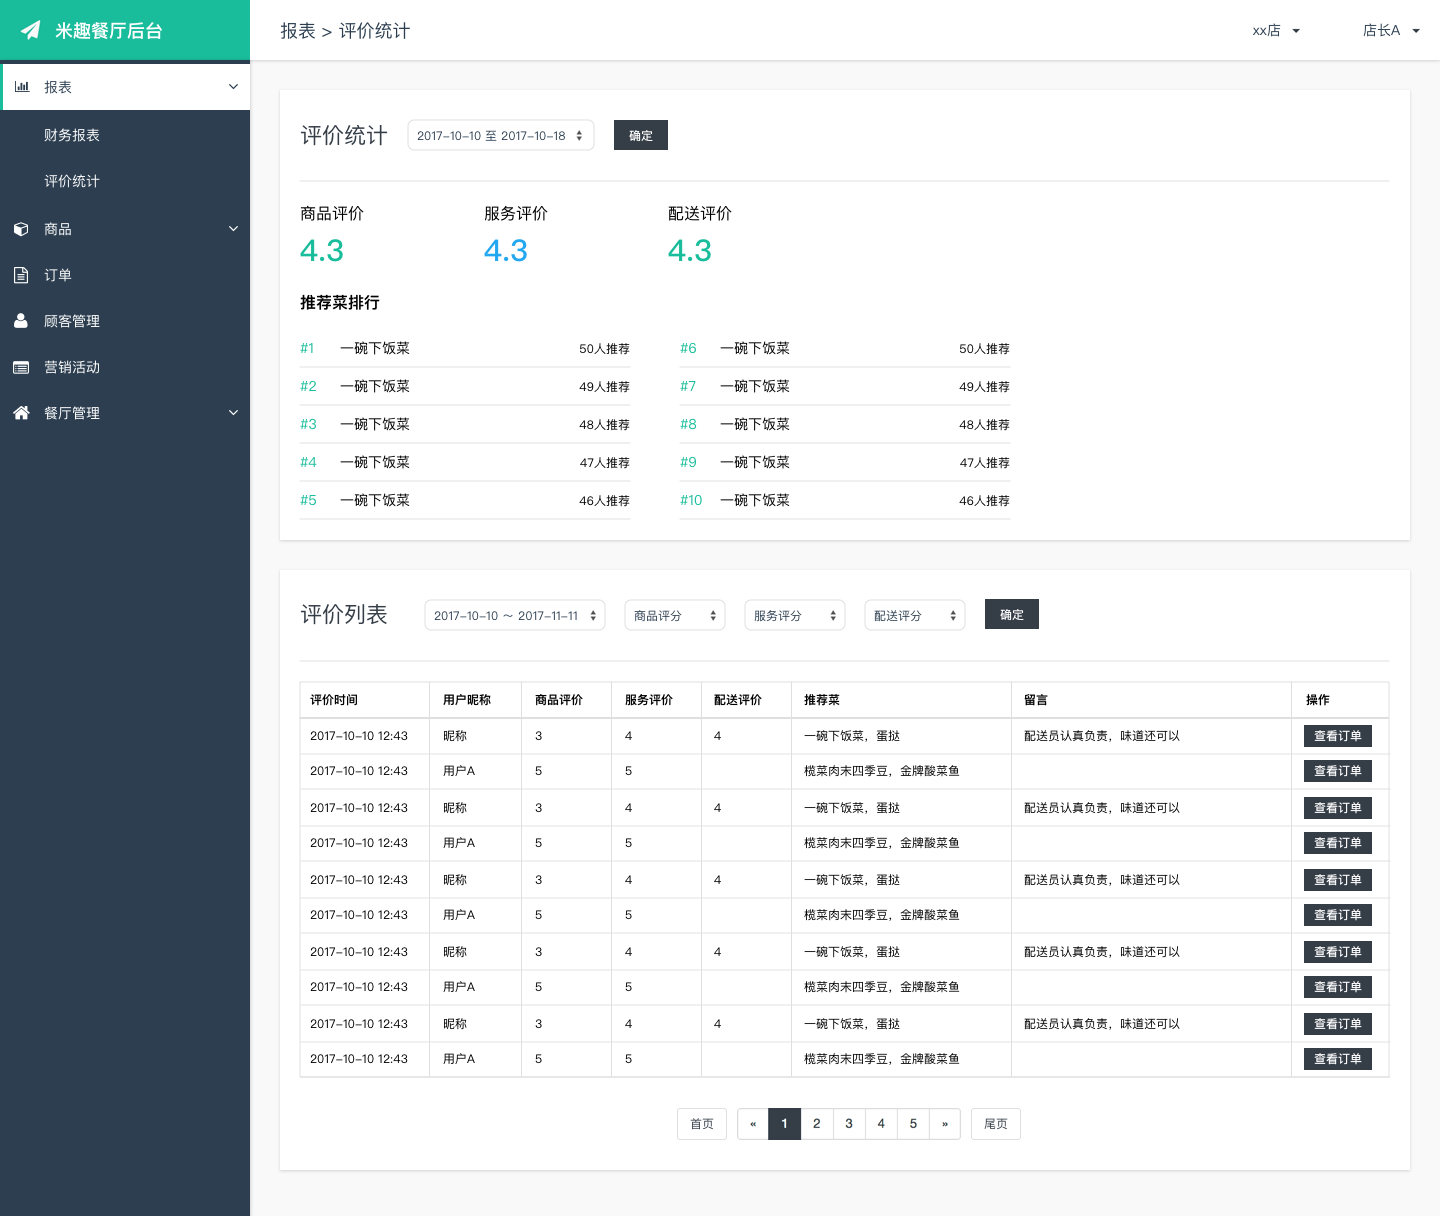 米趣餐厅后台
报表 > 评价统计
xx店
店长A
报表
财务报表
评价统计
商品
订单
顾客管理
营销活动
餐厅管理
评价统计 2017-10-10 至 2017-10-18 确定
商品评价 服务评价 配送评价
4.3 4.3 4.3
推荐菜排行
#1 一碗下饭菜 50人推荐 #6 一碗下饭菜 50人推荐
#2 一碗下饭菜 49人推荐 #7 一碗下饭菜 49人推荐
#3 一碗下饭菜 48人推荐 #8 一碗下饭菜 48人推荐
#4 一碗下饭菜 47人推荐 #9 一碗下饭菜 47人推荐
#5 一碗下饭菜 46人推荐 #10 一碗下饭菜 46人推荐
评价列表 2017-10-10 ~ 2017-11-11 商品评分 服务评分 配送评分 确定
评价时间 用户昵称 商品评价 服务评价 配送评价 推荐菜 留言 操作
2017-10-10 12:43 昵称 3 4 4 一碗下饭菜，蛋挞 配送员认真负责，味道还可以 查看订单
2017-10-10 12:43 用户A 5 5 榄菜肉末四季豆，金牌酸菜鱼 查看订单
2017-10-10 12:43 昵称 3 4 4 一碗下饭菜，蛋挞 配送员认真负责，味道还可以 查看订单
2017-10-10 12:43 用户A 5 5 榄菜肉末四季豆，金牌酸菜鱼 查看订单
2017-10-10 12:43 昵称 3 4 4 一碗下饭菜，蛋挞 配送员认真负责，味道还可以 查看订单
2017-10-10 12:43 用户A 5 5 榄菜肉末四季豆，金牌酸菜鱼 查看订单
2017-10-10 12:43 昵称 3 4 4 一碗下饭菜，蛋挞 配送员认真负责，味道还可以 查看订单
2017-10-10 12:43 用户A 5 5 榄菜肉末四季豆，金牌酸菜鱼 查看订单
2017-10-10 12:43 昵称 3 4 4 一碗下饭菜，蛋挞 配送员认真负责，味道还可以 查看订单
2017-10-10 12:43 用户A 5 5 榄菜肉末四季豆，金牌酸菜鱼 查看订单
首页 « 1 2 3 4 5 » 尾页